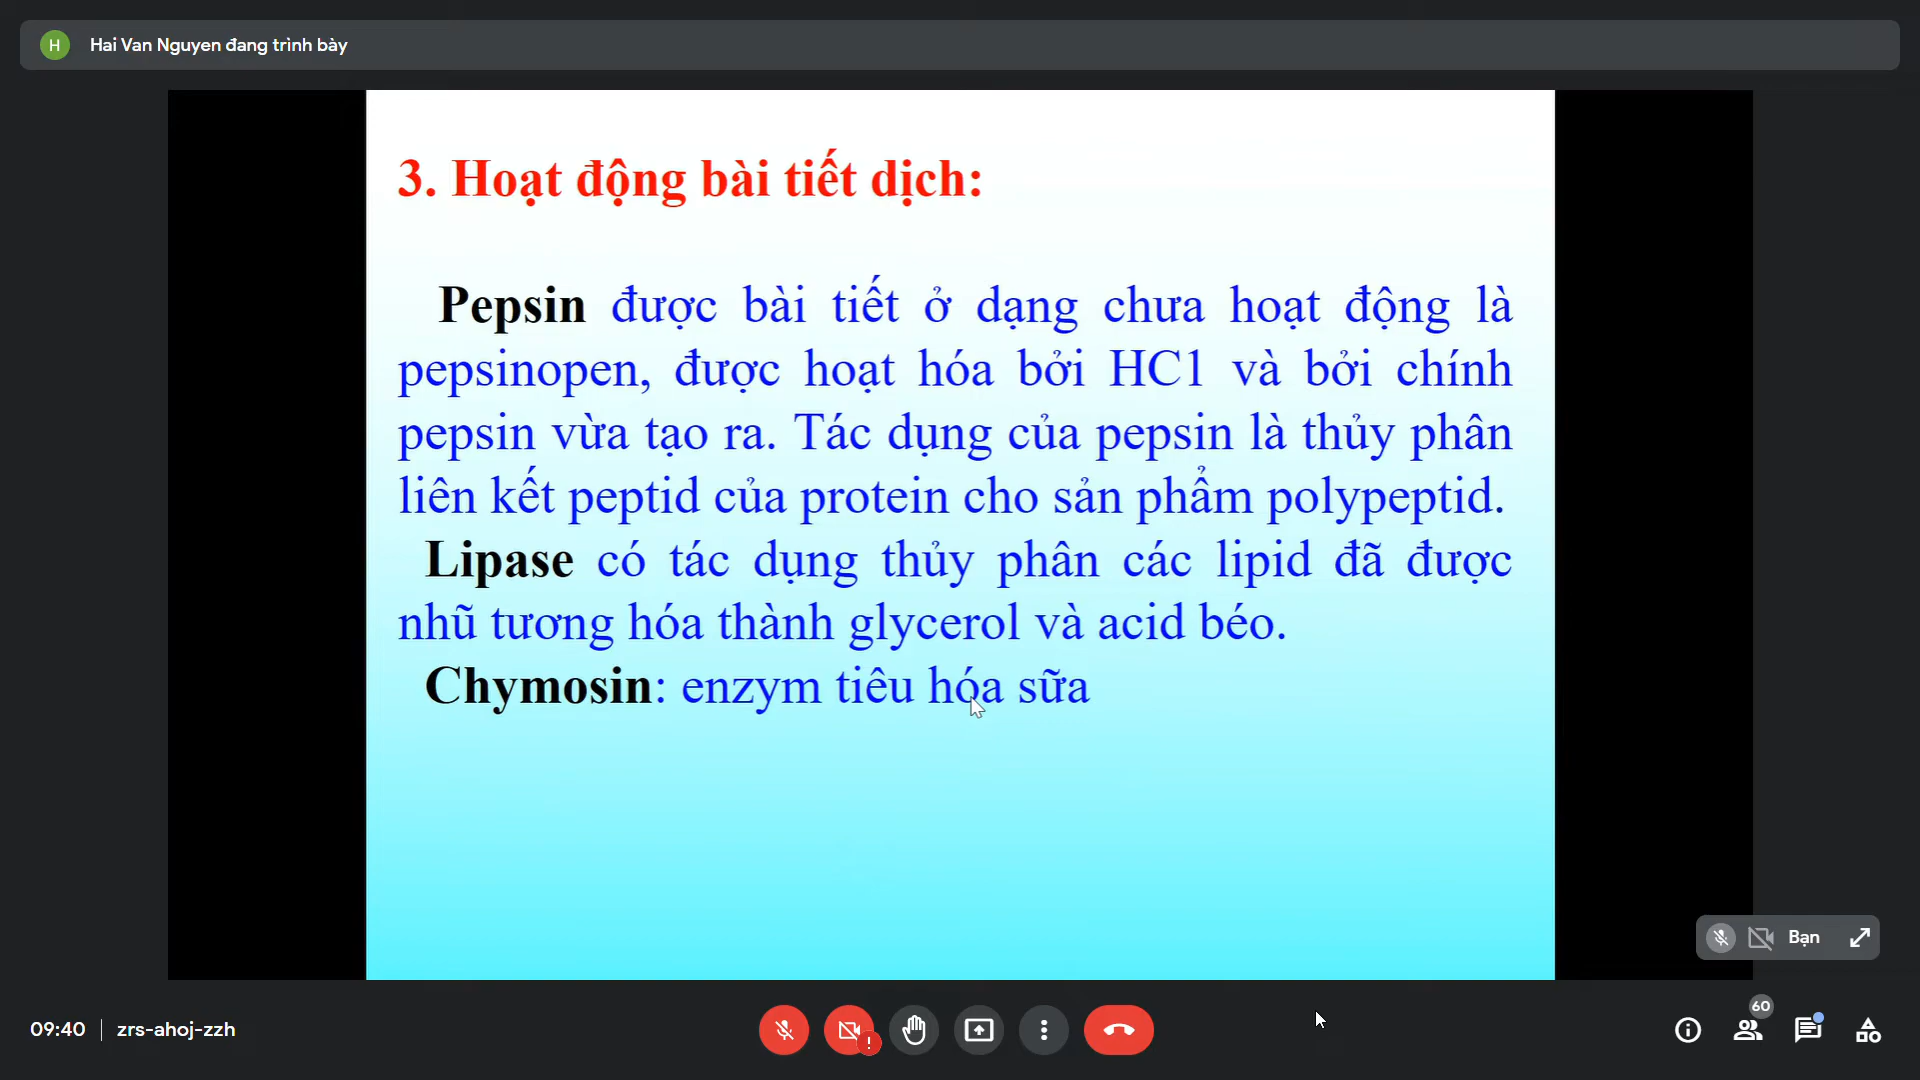 H
Hai Van Nguyen đang trình bày
3. Hoạt động bài tiết dịch:
Pepsin được bài tiết ở dạng chưa hoạt động là
pepsinopen, được hoạt hóa bởi HC1 và bởi chính
pepsin vừa tạo ra. Tác dụng của pepsin là thủy phân
liên kết peptid của protein cho sản phẩm polypeptid.
Lipase có tác dụng thủy phân các lipid đã được
nhũ tương hóa thành glycerol và acid béo.
Chymosin: enzym tiêu hóa sữa
Bạn
09:40 | zrs-ahoj-zzh
!
60